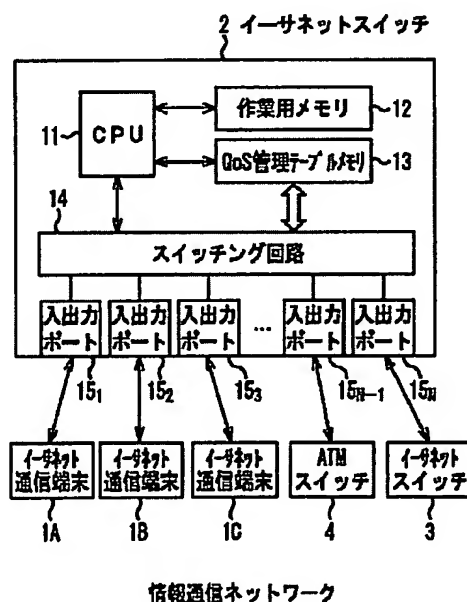 2 イーサネットスイッチ
11 CPU
作業用メモリ 12
QoS管理テーブルメモリ 13
14
スイッチング回路
入出力ポート 入出力ポート 入出力ポート … 入出力ポート 入出力ポート
15₁ 15₂ 15₃ 15N-1 15N
イーサネット通信端末 イーサネット通信端末 イーサネット通信端末 ATMスイッチ イーサネットスイッチ
1A 1B 1C 4 3
情報通信ネットワーク